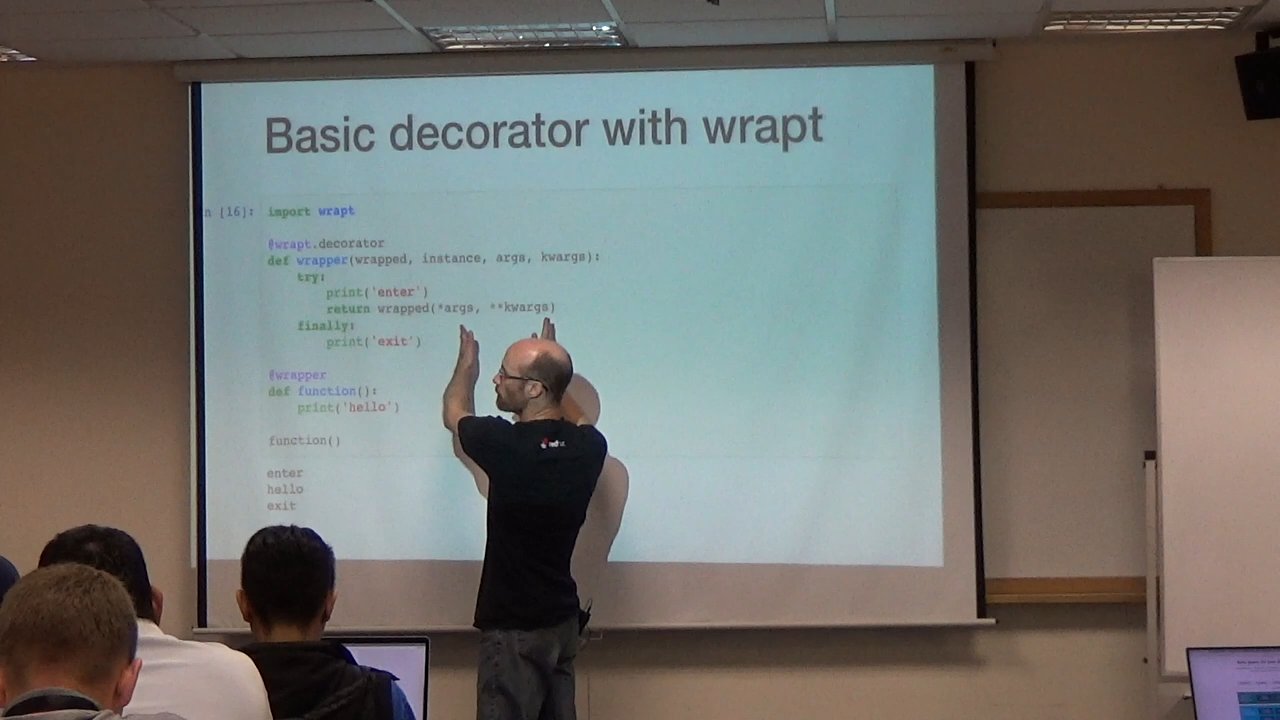 Basic decorator with wrapt
n [16]: import wrapt
@wrapt.decorator
def wrapper(wrapped, instance, args, kwargs):
try:
print('enter')
return wrapped(*args, **kwargs)
finally:
print('exit')
@wrapper
def function():
print('hello')
function()
enter
hello
exit